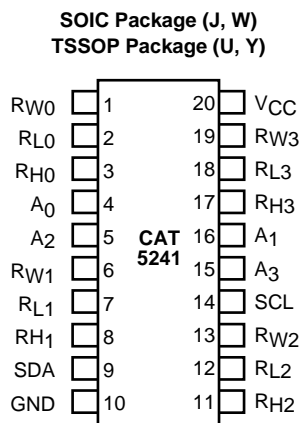 SOIC Package (J, W)
TSSOP Package (U, Y)
RW0 1 20 VCC
RL0 2 19 RW3
RH0 3 18 RL3
A0 4 17 RH3
A2 5 CAT 16 A1
RW1 6 5241 15 A3
RL1 7 14 SCL
RH1 8 13 RW2
SDA 9 12 RL2
GND 10 11 RH2